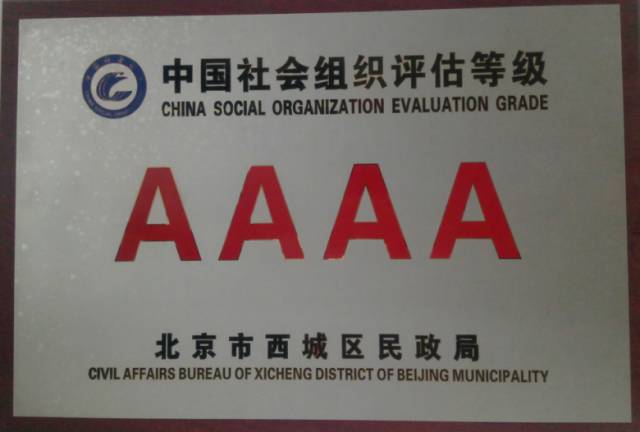 中国社会组织评估等级
CHINA SOCIAL ORGANIZATION EVALUATION GRADE
AAAA
北京市西城区民政局
CIVIL AFFAIRS BUREAU OF XICHENG DISTRICT OF BEIJING MUNICIPALITY